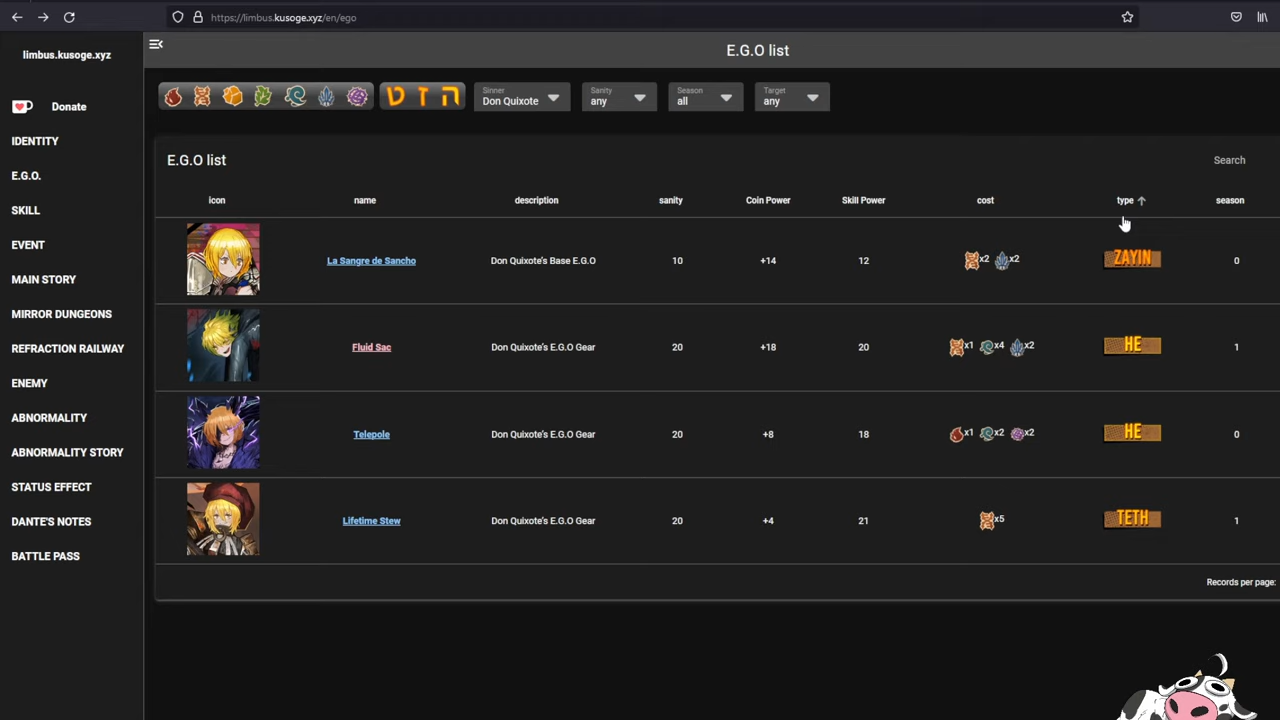 https://limbus.kusoge.xyz/en/ego
limbus.kusoge.xyz
E.G.O list
Donate
IDENTITY
E.G.O.
SKILL
EVENT
MAIN STORY
MIRROR DUNGEONS
REFRACTION RAILWAY
ENEMY
ABNORMALITY
ABNORMALITY STORY
STATUS EFFECT
DANTE'S NOTES
BATTLE PASS
ט ז ה
Sinner
Don Quixote
Sanity
any
Season
all
Target
any
E.G.O list
Search
icon name description sanity Coin Power Skill Power cost type season
La Sangre de Sancho Don Quixote's Base E.G.O 10 +14 12 x2 x2 ZAYIN 0
Fluid Sac Don Quixote's E.G.O Gear 20 +18 20 x1 x4 x2 HE 1
Telepole Don Quixote's E.G.O Gear 20 +8 18 x1 x2 x2 HE 0
Lifetime Stew Don Quixote's E.G.O Gear 20 +4 21 x5 TETH 1
Records per page: